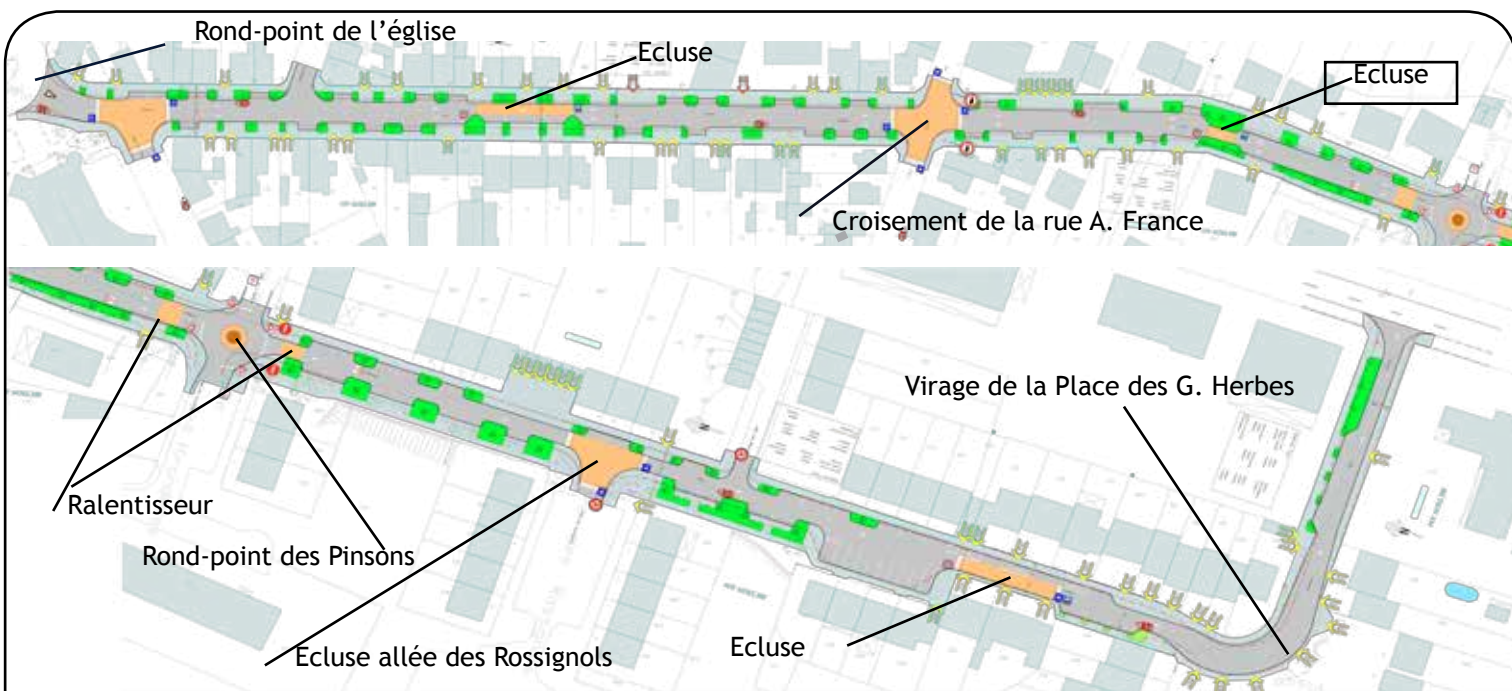 Rond-point de l’église
Ecluse
Ecluse
Croisement de la rue A. France
Virage de la Place des G. Herbes
Ralentisseur
Rond-point des Pinsons
Ecluse allée des Rossignols
Ecluse